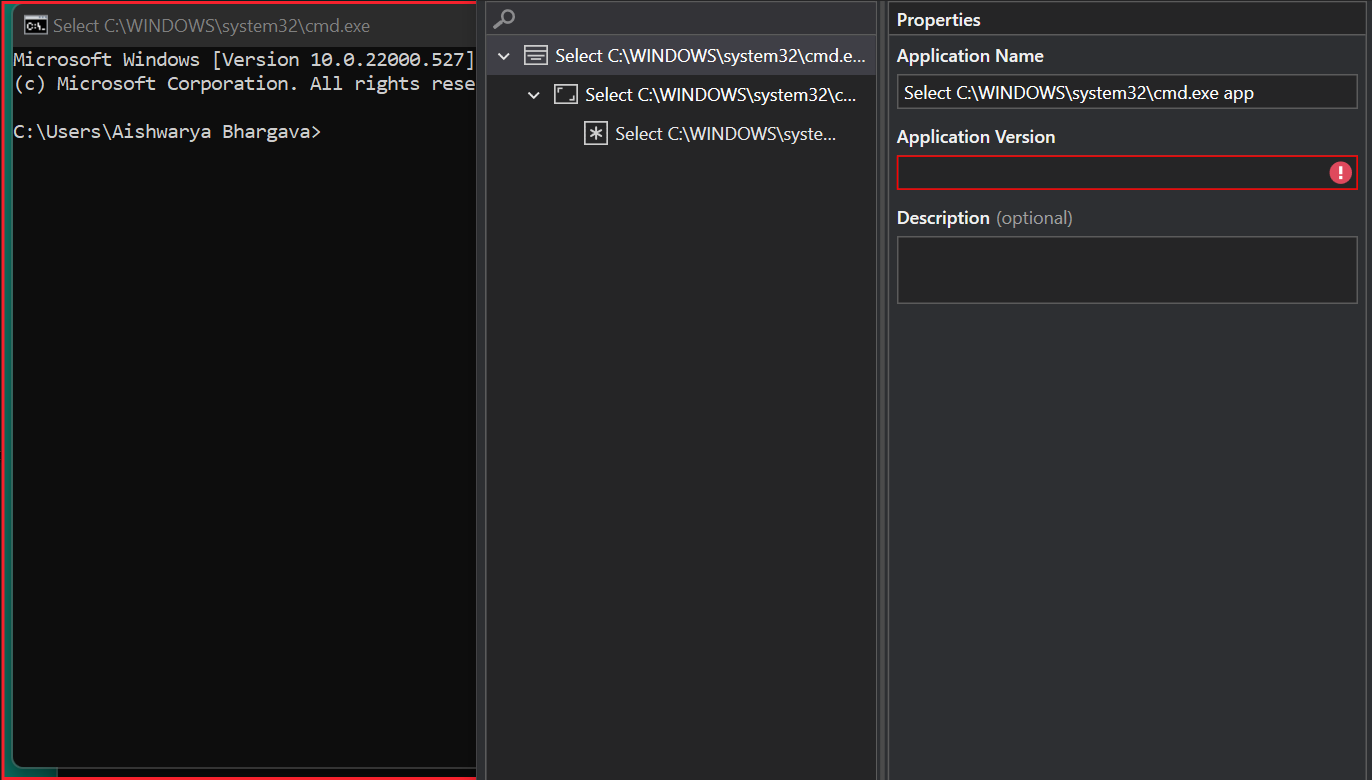 Select C:\WINDOWS\system32\cmd.exe
Microsoft Windows [Version 10.0.22000.527]
(c) Microsoft Corporation. All rights rese
C:\Users\Aishwarya Bhargava>
Select C:\WINDOWS\system32\cmd.e...
Select C:\WINDOWS\system32\c...
Select C:\WINDOWS\syste...
Properties
Application Name
Select C:\WINDOWS\system32\cmd.exe app
Application Version
Description (optional)